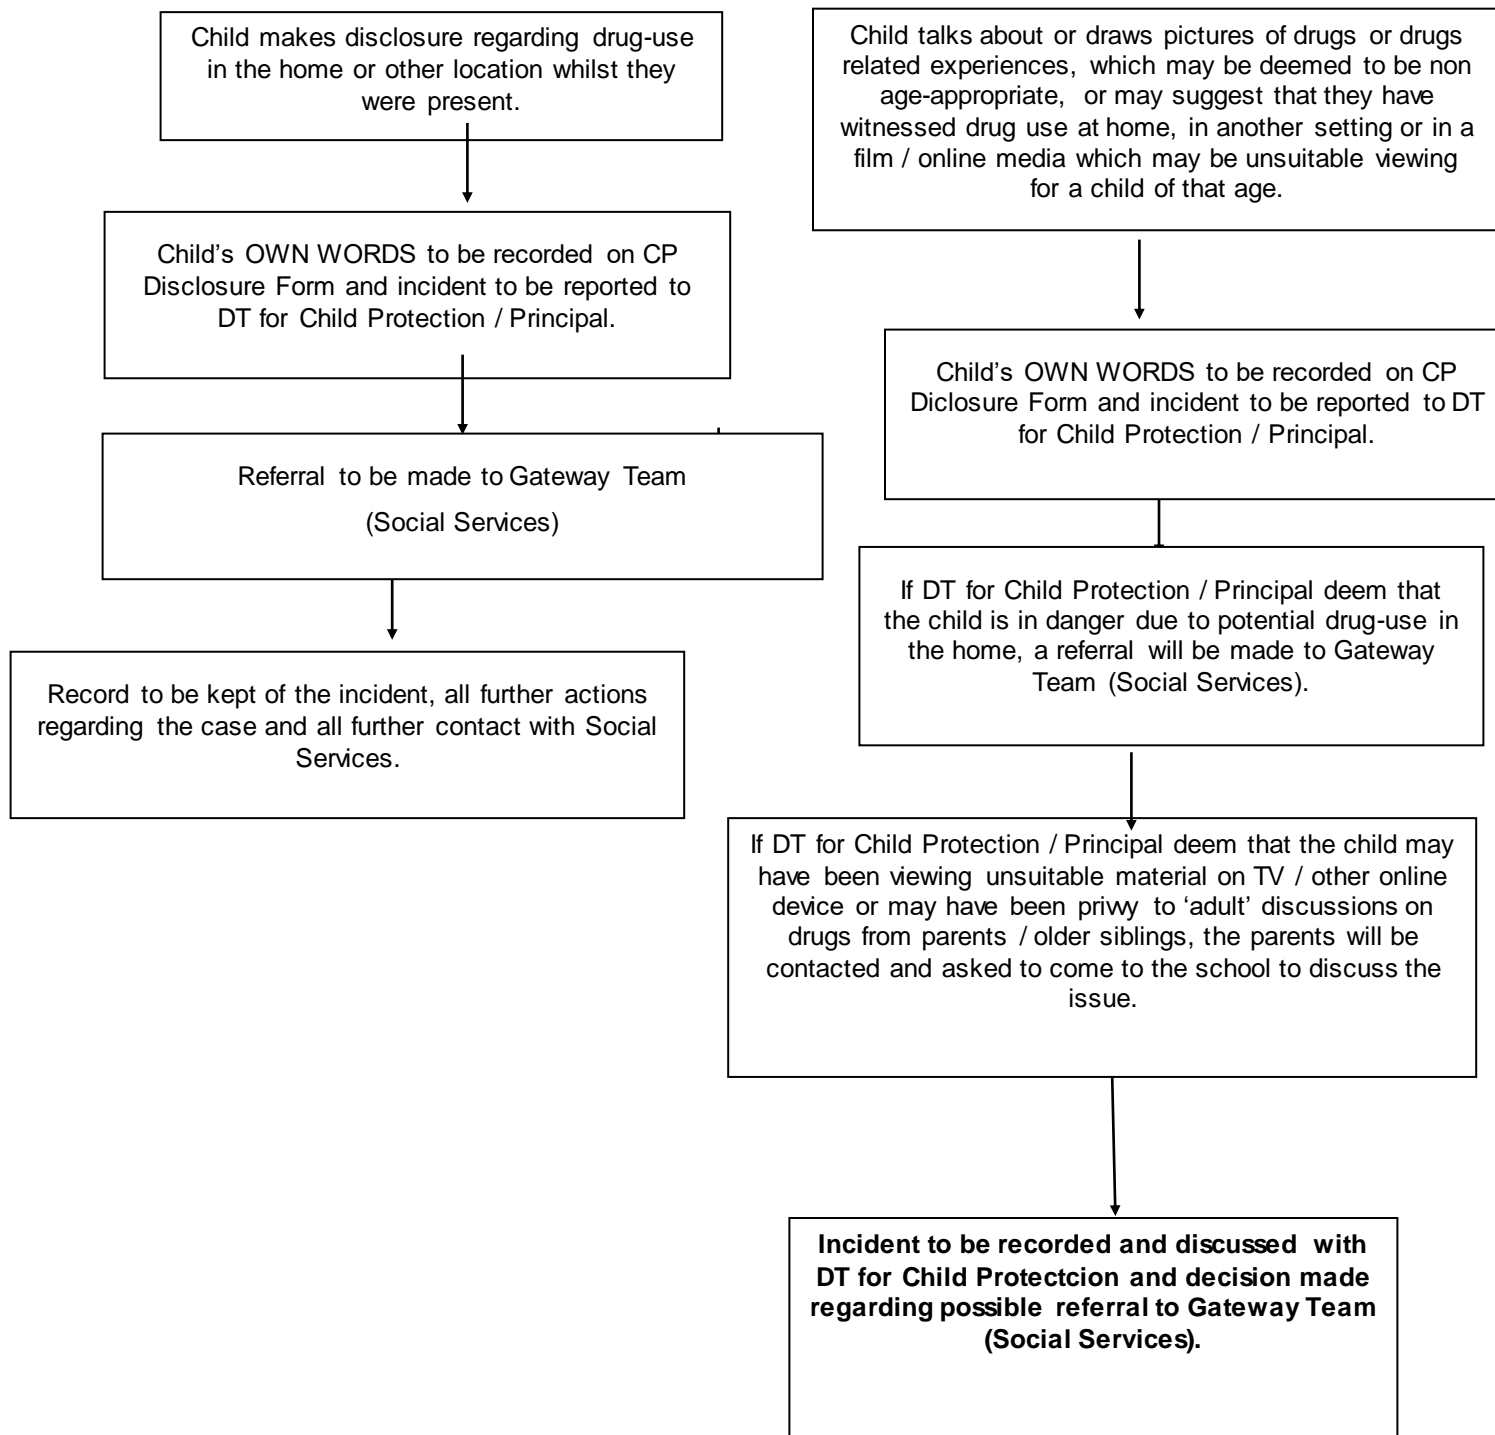 Child makes disclosure regarding drug-use
in the home or other location whilst they
were present.
Child's OWN WORDS to be recorded on CP
Disclosure Form and incident to be reported to
DT for Child Protection / Principal.
Referral to be made to Gateway Team
(Social Services)
Record to be kept of the incident, all further actions
regarding the case and all further contact with Social
Services.
Child talks about or draws pictures of drugs or drugs
related experiences, which may be deemed to be non
age-appropriate, or may suggest that they have
witnessed drug use at home, in another setting or in a
film / online media which may be unsuitable viewing
for a child of that age.
Child's OWN WORDS to be recorded on CP
Diclosure Form and incident to be reported to DT
for Child Protection / Principal.
If DT for Child Protection / Principal deem that
the child is in danger due to potential drug-use in
the home, a referral will be made to Gateway
Team (Social Services).
If DT for Child Protection / Principal deem that the child may
have been viewing unsuitable material on TV / other online
device or may have been privvy to 'adult' discussions on
drugs from parents / older siblings, the parents will be
contacted and asked to come to the school to discuss the
issue.
Incident to be recorded and discussed with
DT for Child Protectcion and decision made
regarding possible referral to Gateway Team
(Social Services).